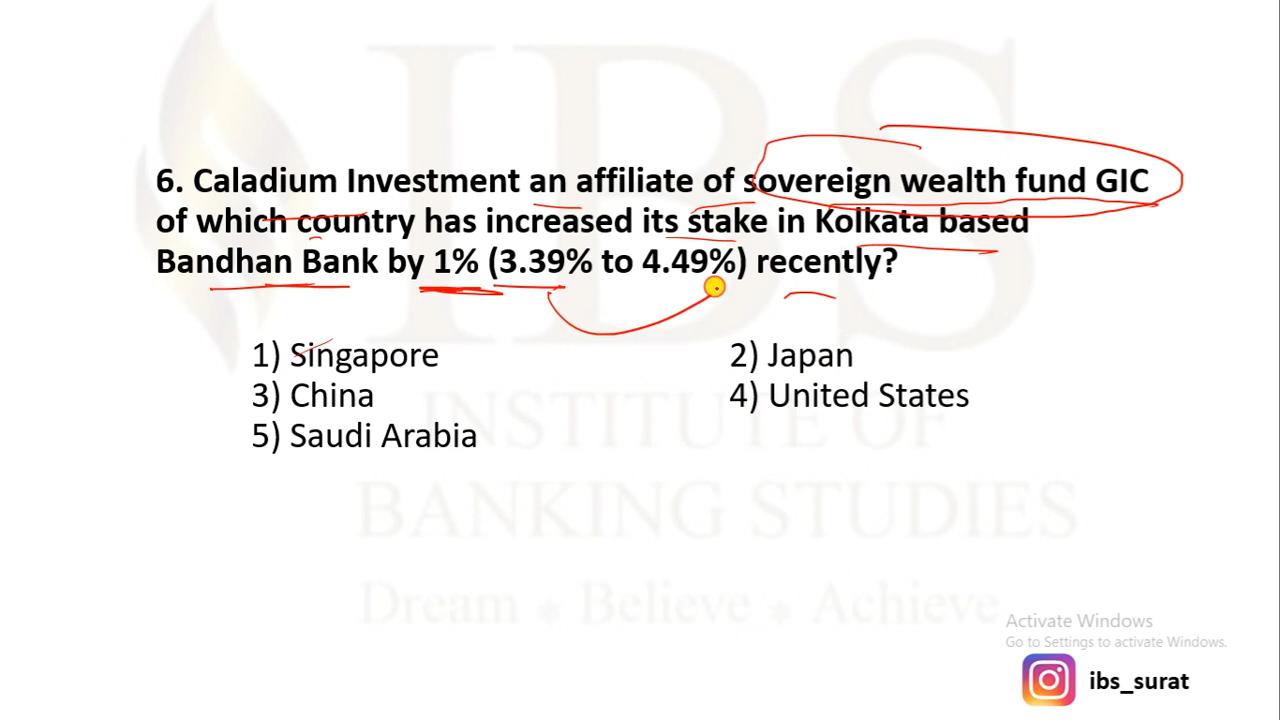 IBS
6. Caladium Investment an affiliate of sovereign wealth fund GIC
of which country has increased its stake in Kolkata based
Bandhan Bank by 1% (3.39% to 4.49%) recently?
1) Singapore 2) Japan
3) China 4) United States
5) Saudi Arabia
INSTITUTE OF
BANKING STUDIES
Dream * Believe * Achieve
Activate Windows
Go to Settings to activate Windows.
ibs_surat